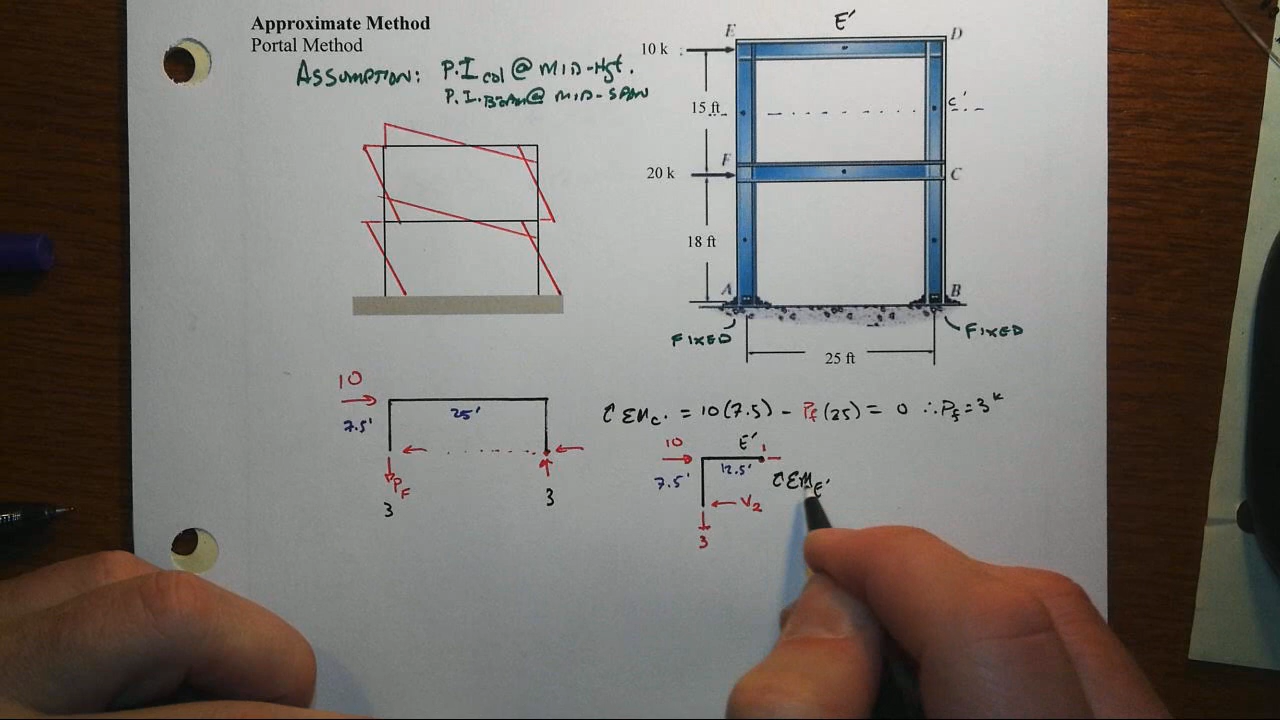 Approximate Method
Portal Method
ASSUMPTION: P.I col @ MID-Hgt.
P.I. BEAM @ MID-SPAN
E'
E
D
10 k
15 ft
c'
F
C
20 k
18 ft
A
B
FIXED
FIXED
25 ft
10
7.5'
25'
PF
3
3
ΣMc' = 10(7.5) - Pf(25) = 0 ∴ Pf = 3k
10
E'
7.5'
12.5'
V2
3
ΣME'